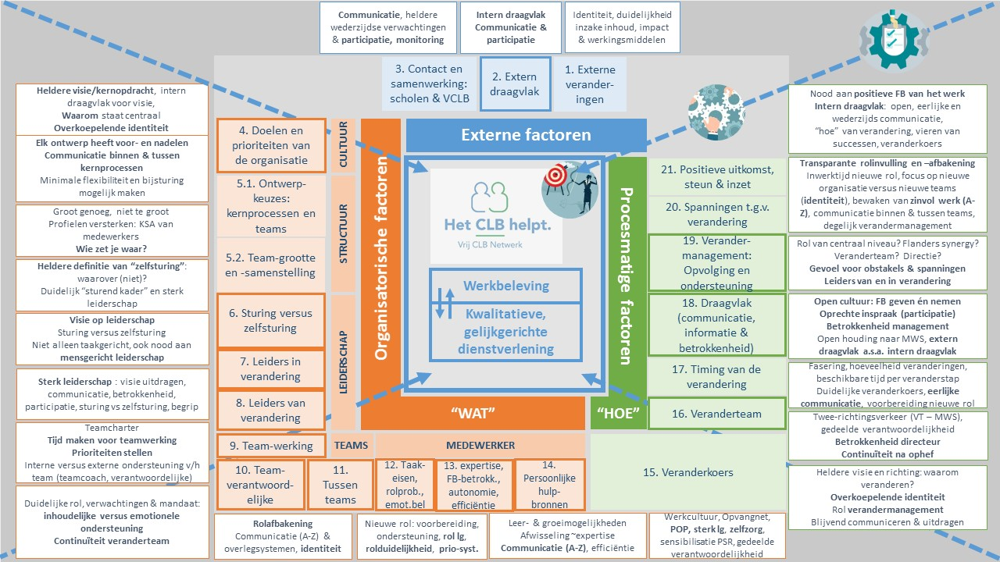 Communicatie, heldere
wederzijdse verwachtingen
& participatie, monitoring
Intern draagvlak
Communicatie &
participatie
Identiteit, duidelijkheid
inzake inhoud, impact
& werkingsmiddelen
3. Contact en
samenwerking:
scholen & VCLB
2. Extern
draagvlak
1. Externe
verander-
ingen
Heldere visie/kernopdracht, intern
draagvlak voor visie,
Waarom staat centraal
Overkoepelende identiteit
Elk ontwerp heeft voor- en nadelen
Communicatie binnen & tussen
kernprocessen
Minimale flexibiliteit en bijsturing
mogelijk maken
Groot genoeg, niet te groot
Profielen versterken: KSA van
medewerkers
Wie zet je waar?
Heldere definitie van “zelfsturing”:
waarover (niet)?
Duidelijk “sturend kader” en sterk
leiderschap
Visie op leiderschap
Sturing versus zelfsturing
Niet alleen taakgericht, ook nood aan
mensgericht leiderschap
Sterk leiderschap : visie uitdragen,
communicatie, betrokkenheid,
participatie, sturing vs zelfsturing, begrip
Teamcharter
Tijd maken voor teamwerking
Prioriteiten stellen
Interne versus externe ondersteuning v/h
team (teamcoach, verantwoordelijke)
Duidelijke rol, verwachtingen & mandaat:
inhoudelijke versus emotionele
ondersteuning
Continuïteit veranderteam
4. Doelen en
prioriteiten van
de organisatie
5.1. Ontwerp-
keuzes:
kernprocessen en
teams
5.2. Team-grootte
en -samenstelling
6. Sturing versus
zelfsturing
7. Leiders in
verandering
8. Leiders van
verandering
9. Team-werking
10. Team-
verantwoord-
elijke
11.
Tussen
teams
CULTUUR
STRUCTUUR
LEIDERSCHAP
TEAMS
MEDEWERKER
12. Taak-
eisen,
rolprob.,
emot.bel
13. expertise,
FB-betrokk.,
autonomie,
efficiëntie
14.
Persoonlijke
hulp-
bronnen
Organisatorische factoren
Externe factoren
Procesmatige factoren
“WAT”
“HOE”
Het CLB helpt.
Vrij CLB Netwerk
Werkbeleving
Kwalitatieve,
gelijkgerichte
dienstverlening
21. Positieve uitkomst,
steun & inzet
20. Spanningen t.g.v.
verandering
19. Verander-
management:
Opvolging en
ondersteuning
18. Draagvlak
(communicatie,
informatie &
betrokkenheid)
17. Timing van de
verandering
16. Veranderteam
15. Veranderkoers
Nood aan positieve FB van het werk
Intern draagvlak: open, eerlijke en
wederzijds communicatie,
“hoe” van verandering, vieren van
successen, veranderkoers
Transparante rolinvulling en –afbakening
Inwerktijd nieuwe rol, focus op nieuwe
organisatie versus nieuwe teams
(identiteit), bewaken van zinvol werk (A-
Z), communicatie binnen & tussen teams,
degelijk verandermanagement
Rol van centraal niveau? Flanders synergy?
Veranderteam? Directie?
Gevoel voor obstakels & spanningen
Leiders van en in verandering
Open cultuur: FB geven én nemen
Oprechte inspraak (participatie)
Betrokkenheid management
Open houding naar MWS, extern
draagvlak a.s.a. intern draagvlak
Fasering, hoeveelheid veranderingen,
beschikbare tijd per veranderstap
Duidelijke veranderkoers, eerlijke
communicatie, voorbereiding nieuwe rol
Twee-richtingsverkeer (VT – MWS),
gedeelde verantwoordelijkheid
Betrokkenheid directeur
Continuïteit na ophef
Heldere visie en richting: waarom
veranderen?
Overkoepelende identiteit
Rol verandermanagement
Blijvend communiceren & uitdragen
Rolafbakening
Communicatie (A-Z) &
overlegsystemen, identiteit
Nieuwe rol: voorbereiding,
ondersteuning, rol lg,
rolduidelijkheid, prio-syst.
Leer- & groeimogelijkheden
Afwisseling~expertise
Communicatie (A-Z), efficiëntie
Werkcultuur, Opvangnet,
POP, sterk lg, zelfzorg,
sensibilisatie PSR, gedeelde
verantwoordelijkheid